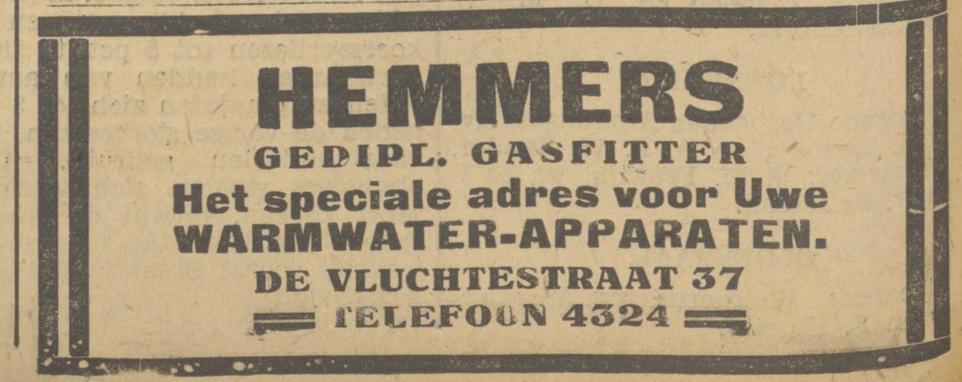 HEMMERS
GEDIPL. GASFITTER
Het speciale adres voor Uwe
WARMWATER-APPARATEN.
DE VLUCHTESTRAAT 37
TELEFOON 4324